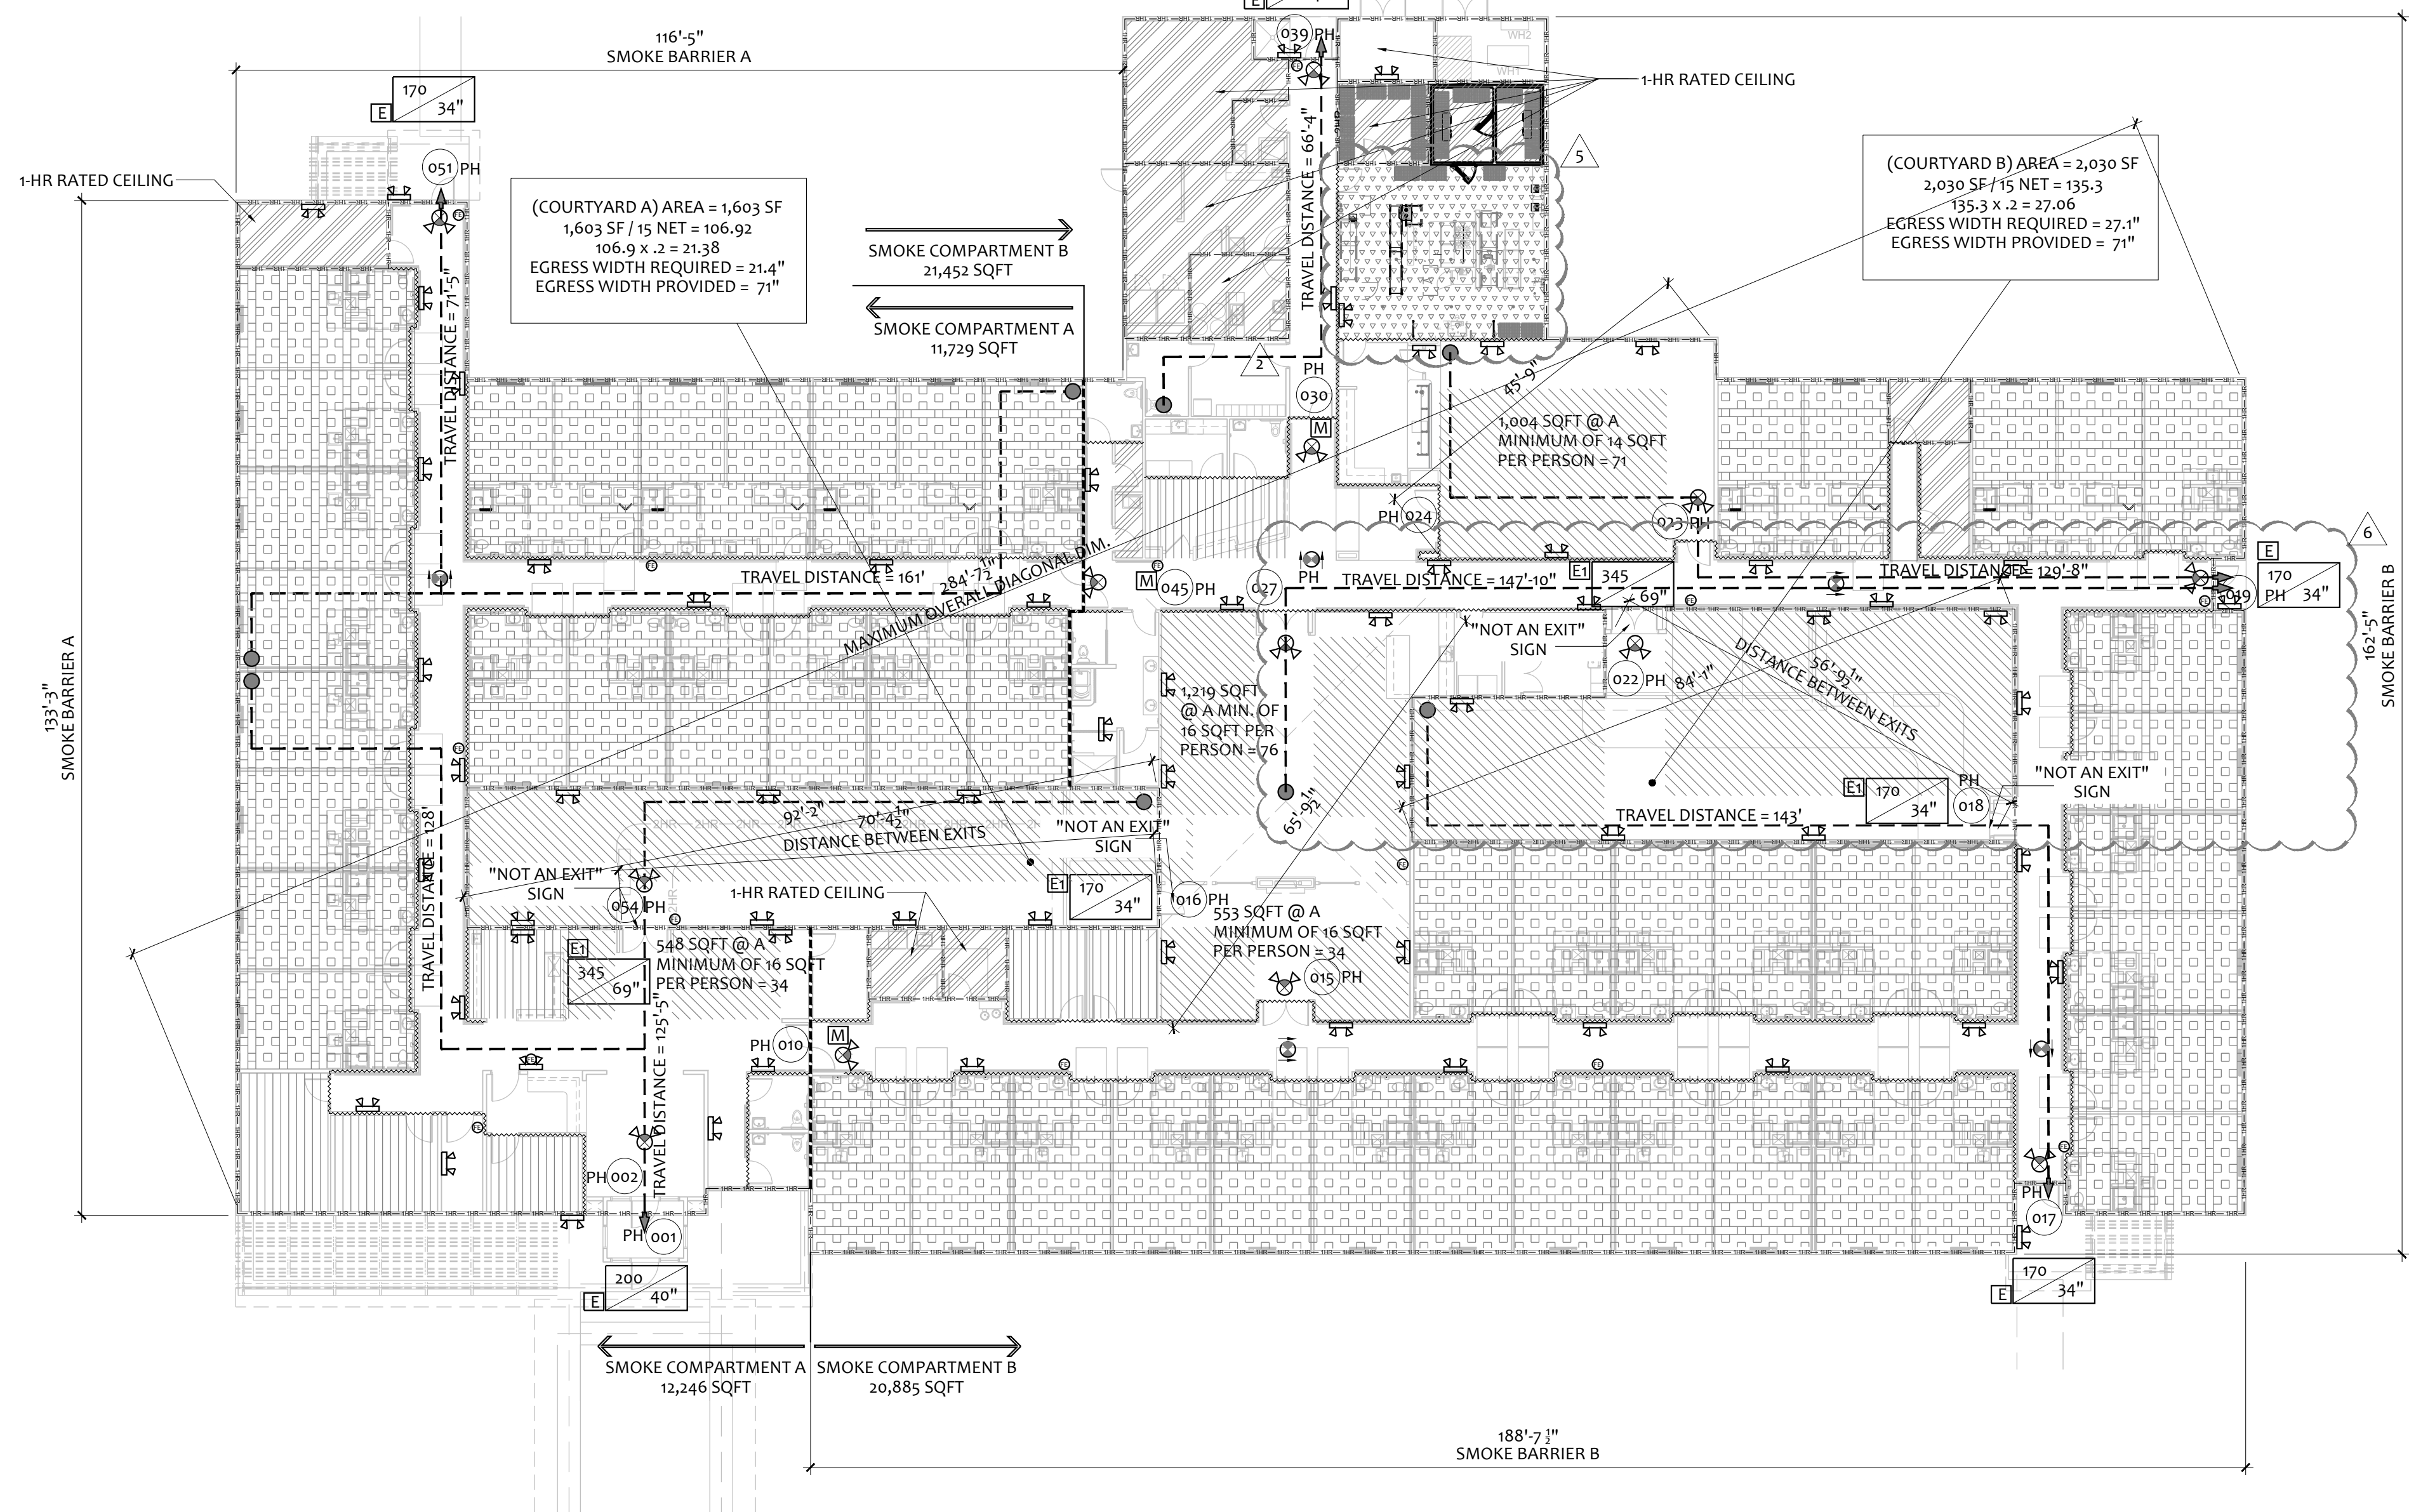 E
039 PH
116'-5"
SMOKE BARRIER A
WH2
WH1
1-HR RATED CEILING
170
34"
E
051 PH
1-HR RATED CEILING
5
(COURTYARD A) AREA = 1,603 SF
1,603 SF / 15 NET = 106.92
106.9 x .2 = 21.38
EGRESS WIDTH REQUIRED = 21.4"
EGRESS WIDTH PROVIDED = 71"
(COURTYARD B) AREA = 2,030 SF
2,030 SF / 15 NET = 135.3
135.3 x .2 = 27.06
EGRESS WIDTH REQUIRED = 27.1"
EGRESS WIDTH PROVIDED = 71"
SMOKE COMPARTMENT B
21,452 SQFT
SMOKE COMPARTMENT A
11,729 SQFT
TRAVEL DISTANCE = 66'-4"
TRAVEL DISTANCE = 71'-5"
2
PH
030
M
45'-9"
1,004 SQFT @ A
MINIMUM OF 14 SQFT
PER PERSON = 71
PH 024
023 PH
6
TRAVEL DISTANCE = 161'
284'-7 1/2"
MAXIMUM OVERALL DIAGONAL DIM.
M
045 PH
027
PH
TRAVEL DISTANCE = 147'-10"
E1
345
69"
TRAVEL DISTANCE = 129'-8"
E
170
34"
019
PH
162'-5"
SMOKE BARRIER B
133'-3"
SMOKE BARRIER A
"NOT AN EXIT"
SIGN
022 PH
84'-1"
56'-9 1/2"
DISTANCE BETWEEN EXITS
1,219 SQFT
@ A MIN. OF
16 SQFT PER
PERSON = 76
65'-9 1/2"
"NOT AN EXIT"
SIGN
PH
018
E1
170
34"
TRAVEL DISTANCE = 143'
92'-2"
70'-4 1/2"
DISTANCE BETWEEN EXITS
"NOT AN EXIT"
SIGN
TRAVEL DISTANCE = 128'
"NOT AN EXIT"
SIGN
054 PH
1-HR RATED CEILING
E1
170
34"
016 PH
553 SQFT @ A
MINIMUM OF 16 SQFT
PER PERSON = 34
015 PH
E1
345
69"
548 SQFT @ A
MINIMUM OF 16 SQFT
PER PERSON = 34
PH 010
M
TRAVEL DISTANCE = 125'-5"
PH 002
PH 001
PH
017
200
40"
E
170
34"
E
SMOKE COMPARTMENT A
12,246 SQFT
SMOKE COMPARTMENT B
20,885 SQFT
188'-7 1/2"
SMOKE BARRIER B